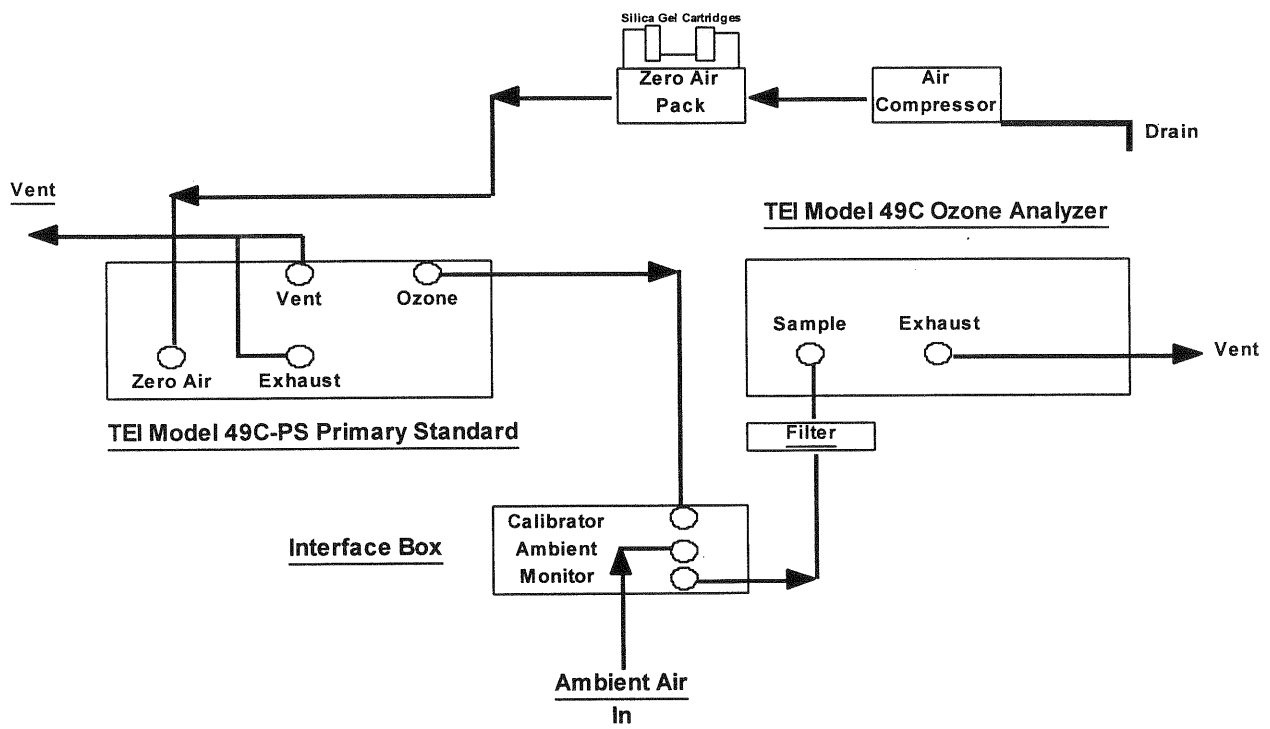 Silica Gel Cartridges
Zero Air
Pack
Air
Compressor
Drain
Vent
TEI Model 49C Ozone Analyzer
Vent
Ozone
Zero Air
Exhaust
Sample
Exhaust
Vent
TEI Model 49C-PS Primary Standard
Filter
Interface Box
Calibrator
Ambient
Monitor
Ambient Air
In